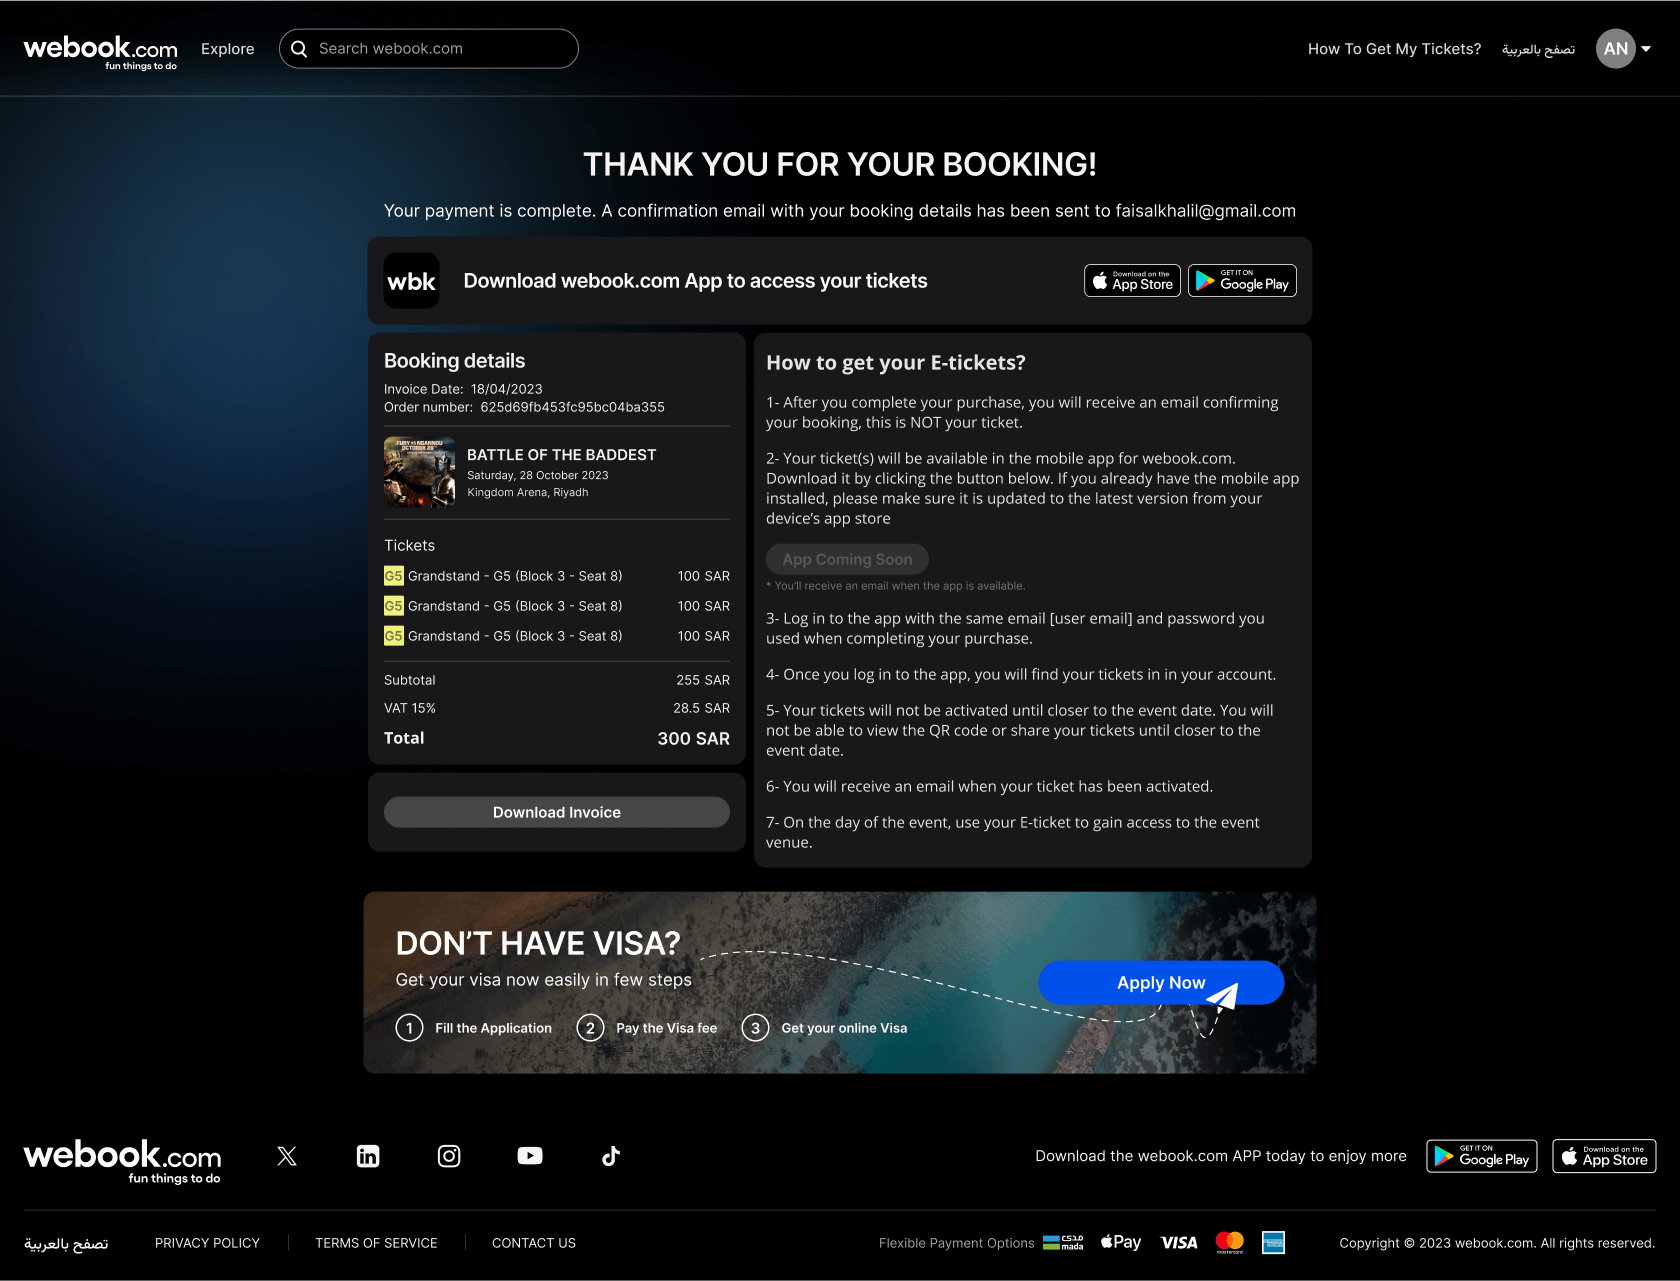 webook.com
fun things to do
Explore
Search webook.com
How To Get My Tickets?
تصفح بالعربية
AN
THANK YOU FOR YOUR BOOKING!
Your payment is complete. A confirmation email with your booking details has been sent to faisalkhalil@gmail.com
wbk
Download webook.com App to access your tickets
Download on the
App Store
GET IT ON
Google Play
Booking details
Invoice Date: 18/04/2023
Order number: 625d69fb453fc95bc04ba355
FURY VS NGANNOU
OCTOBER 28
BATTLE OF THE BADDEST
Saturday, 28 October 2023
Kingdom Arena, Riyadh
Tickets
G5 Grandstand - G5 (Block 3 - Seat 8) 100 SAR
G5 Grandstand - G5 (Block 3 - Seat 8) 100 SAR
G5 Grandstand - G5 (Block 3 - Seat 8) 100 SAR
Subtotal 255 SAR
VAT 15% 28.5 SAR
Total 300 SAR
Download Invoice
How to get your E-tickets?
1- After you complete your purchase, you will receive an email confirming
your booking, this is NOT your ticket.
2- Your ticket(s) will be available in the mobile app for webook.com.
Download it by clicking the button below. If you already have the mobile app
installed, please make sure it is updated to the latest version from your
device's app store
App Coming Soon
* You'll receive an email when the app is available.
3- Log in to the app with the same email [user email] and password you
used when completing your purchase.
4- Once you log in to the app, you will find your tickets in in your account.
5- Your tickets will not be activated until closer to the event date. You will
not be able to view the QR code or share your tickets until closer to the
event date.
6- You will receive an email when your ticket has been activated.
7- On the day of the event, use your E-ticket to gain access to the event
venue.
DON'T HAVE VISA?
Get your visa now easily in few steps
1 Fill the Application
2 Pay the Visa fee
3 Get your online Visa
Apply Now
webook.com
fun things to do
Download the webook.com APP today to enjoy more
GET IT ON
Google Play
Download on the
App Store
تصفح بالعربية
PRIVACY POLICY
TERMS OF SERVICE
CONTACT US
Flexible Payment Options
مدى
mada
Pay
VISA
mastercard
Copyright © 2023 webook.com. All rights reserved.